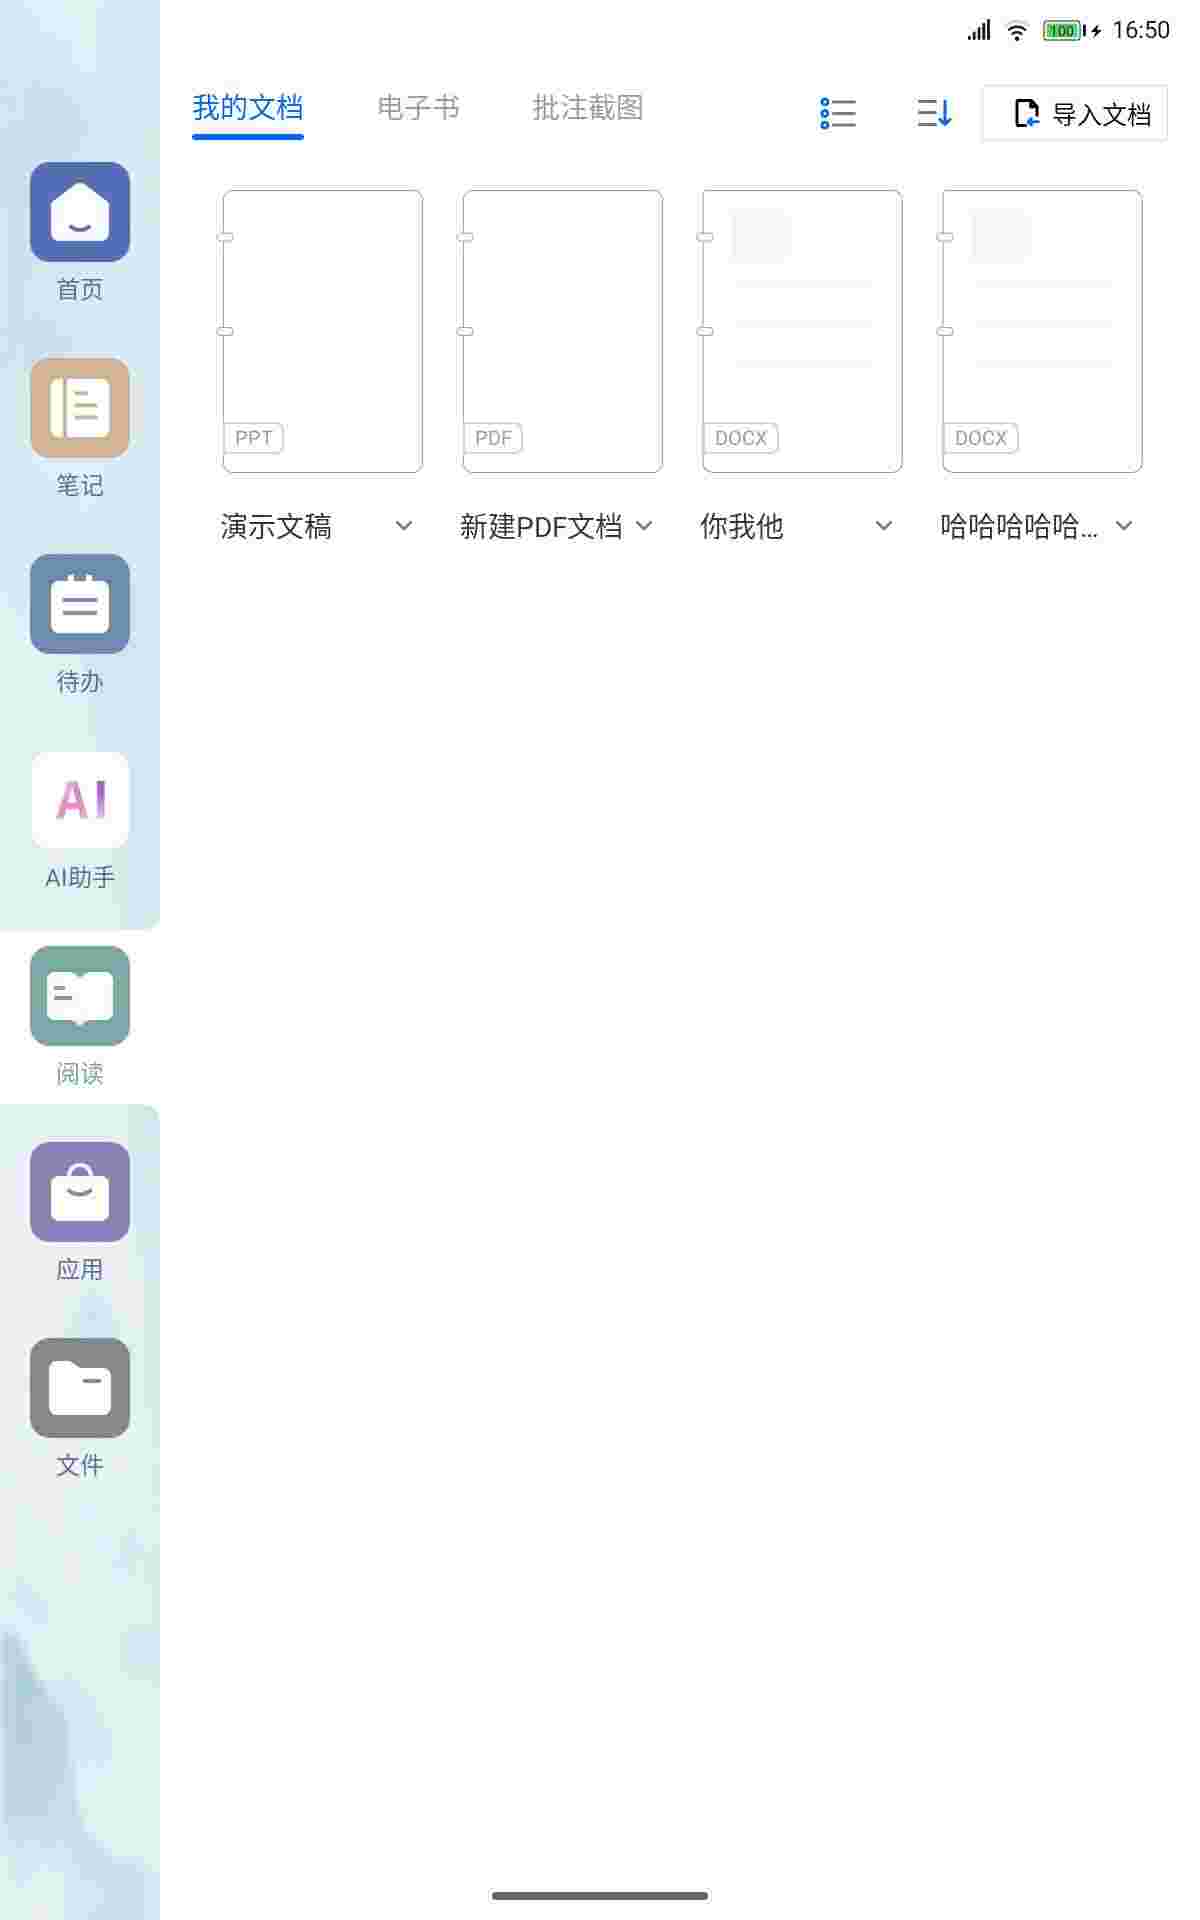 100 16:50
我的文档 电子书 批注截图 导入文档
首页
笔记
待办
AI
AI助手
阅读
应用
文件
PPT PDF DOCX DOCX
演示文稿 新建PDF文档 你我他 哈哈哈哈哈...